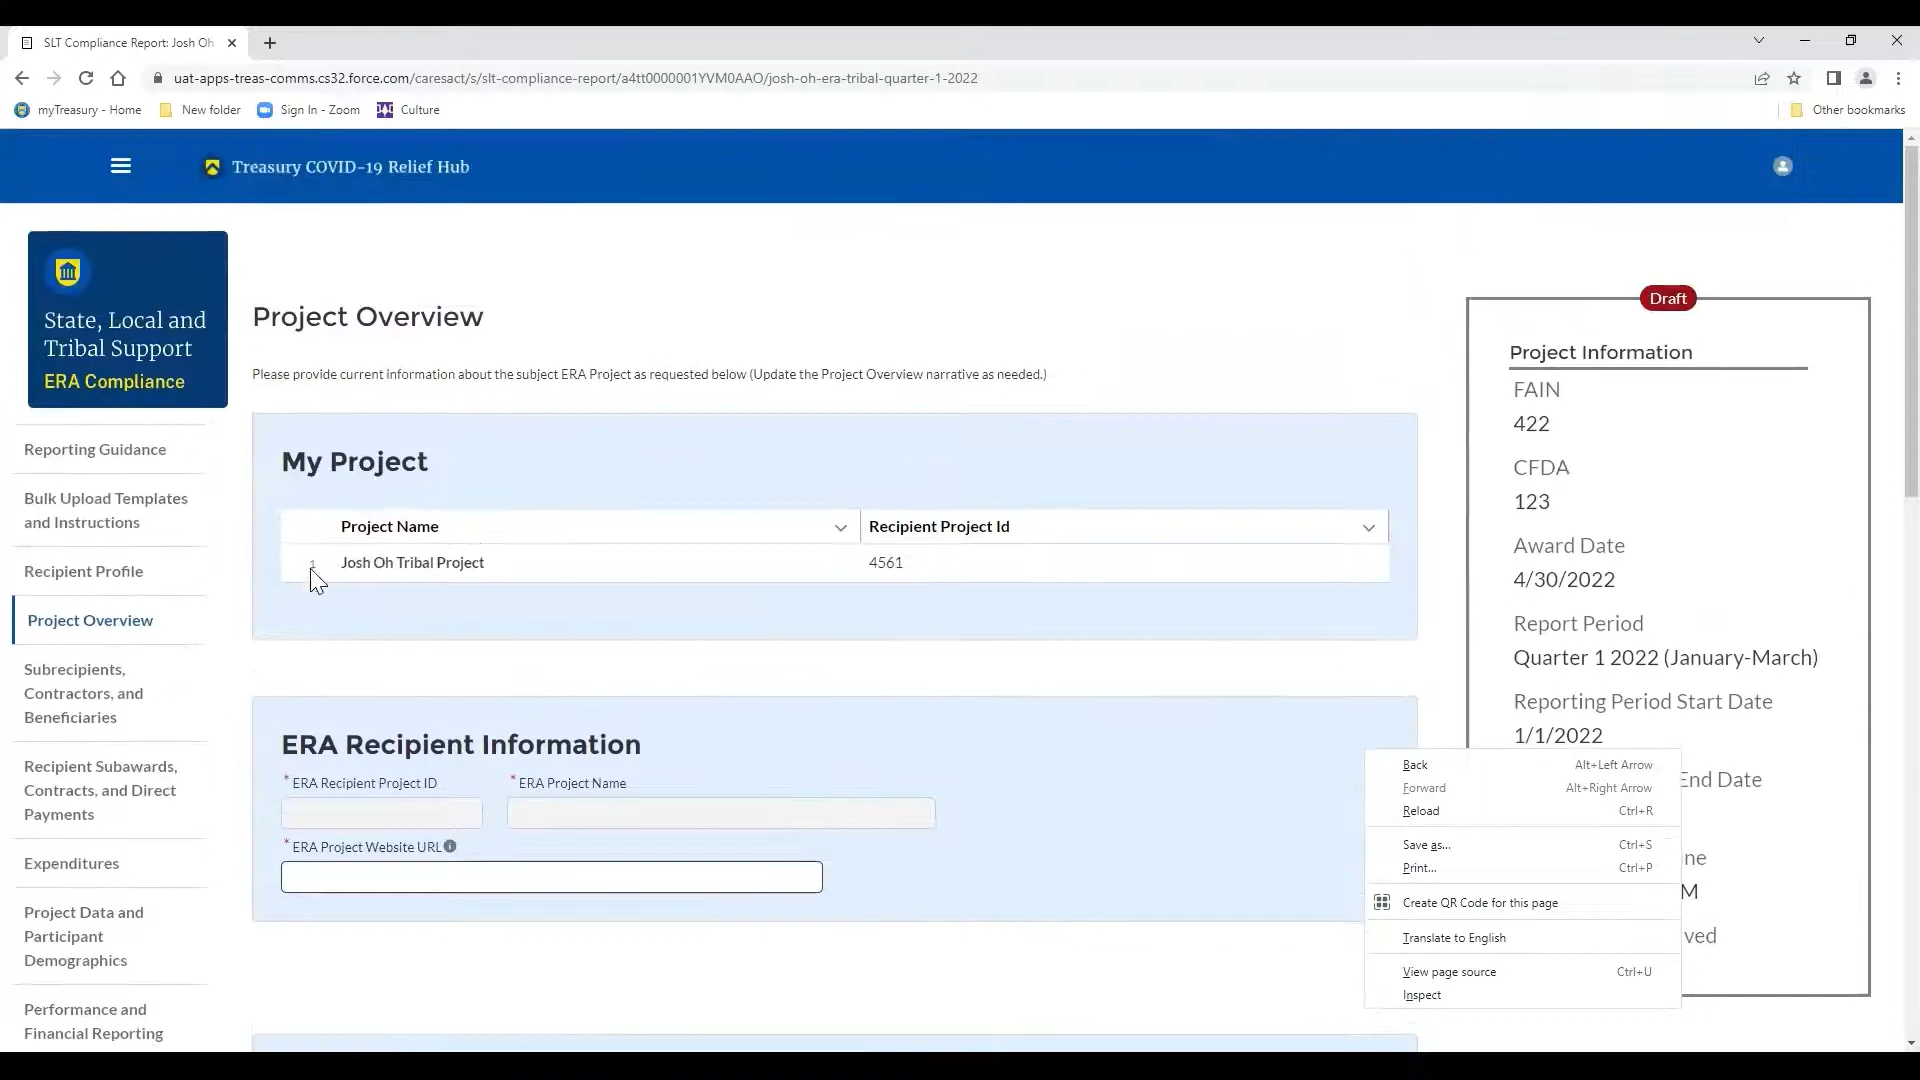 SLT Compliance Report: Josh Oh
uat-apps-treas-comms.cs32.force.com/caresact/s/slt-compliance-report/a4tt0000001YVM0AAO/josh-oh-era-tribal-quarter-1-2022
myTreasury - Home
New folder
Sign In - Zoom
Culture
Other bookmarks
Treasury COVID-19 Relief Hub
State, Local and
Tribal Support
ERA Compliance
Reporting Guidance
Bulk Upload Templates
and Instructions
Recipient Profile
Project Overview
Subrecipients,
Contractors, and
Beneficiaries
Recipient Subawards,
Contracts, and Direct
Payments
Expenditures
Project Data and
Participant
Demographics
Performance and
Financial Reporting
Project Overview
Please provide current information about the subject ERA Project as requested below (Update the Project Overview narrative as needed.)
My Project
Project Name Recipient Project Id
1 Josh Oh Tribal Project 4561
ERA Recipient Information
* ERA Recipient Project ID * ERA Project Name
* ERA Project Website URL
Draft
Project Information
FAIN
422
CFDA
123
Award Date
4/30/2022
Report Period
Quarter 1 2022 (January-March)
Reporting Period Start Date
1/1/2022
End Date
ne
M
ved
Back Alt+Left Arrow
Forward Alt+Right Arrow
Reload Ctrl+R
Save as... Ctrl+S
Print... Ctrl+P
Create QR Code for this page
Translate to English
View page source Ctrl+U
Inspect